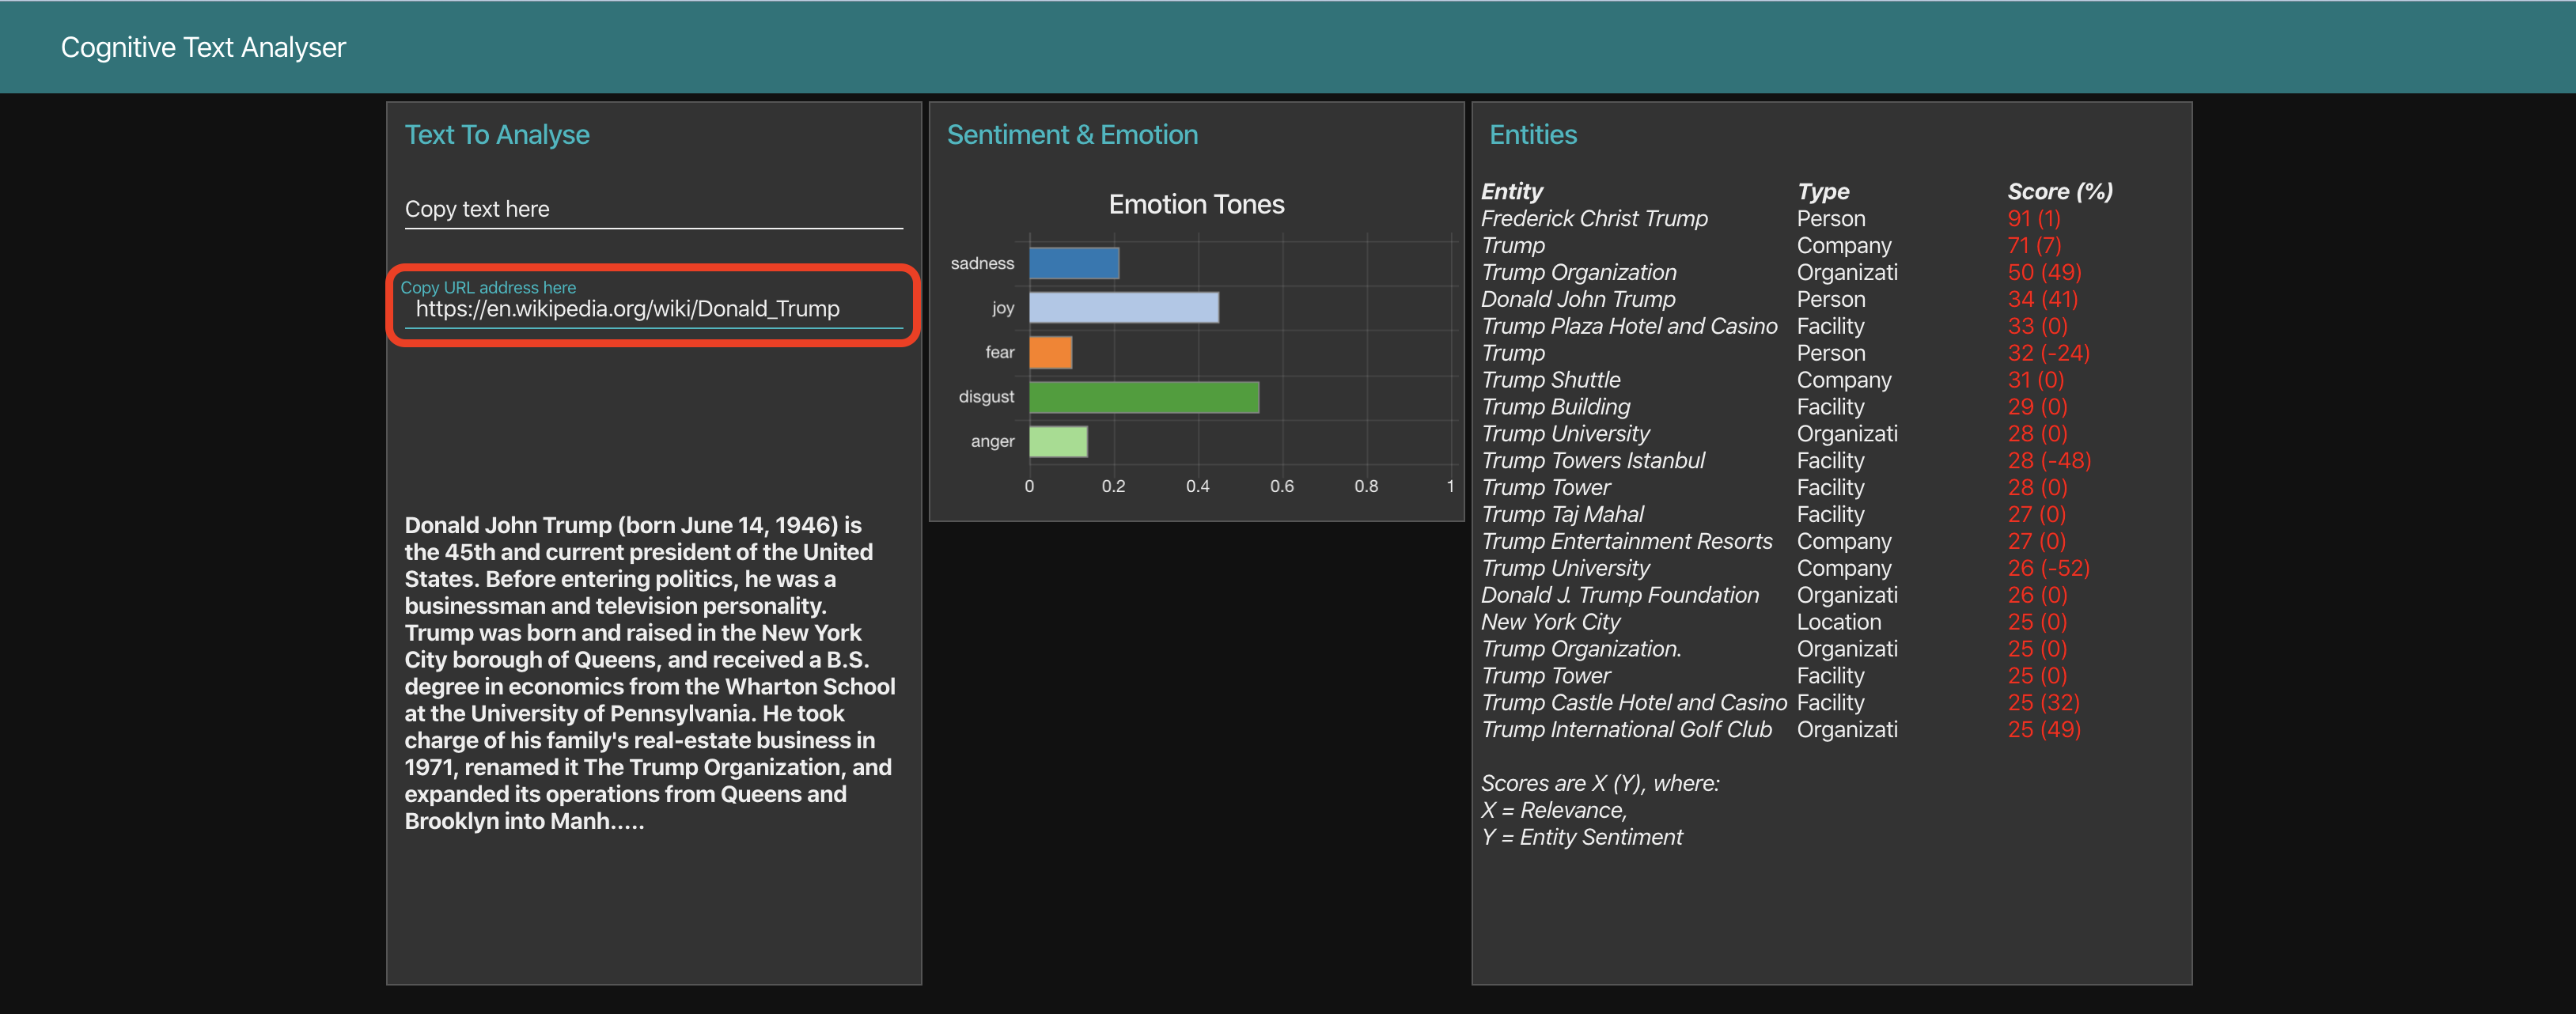 Cognitive Text Analyser
Text To Analyse
Copy text here
Copy URL address here
https://en.wikipedia.org/wiki/Donald_Trump
Donald John Trump (born June 14, 1946) is
the 45th and current president of the United
States. Before entering politics, he was a
businessman and television personality.
Trump was born and raised in the New York
City borough of Queens, and received a B.S.
degree in economics from the Wharton School
at the University of Pennsylvania. He took
charge of his family's real-estate business in
1971, renamed it The Trump Organization, and
expanded its operations from Queens and
Brooklyn into Manh.....
Sentiment & Emotion
Emotion Tones
sadness
joy
fear
disgust
anger
0 0.2 0.4 0.6 0.8 1
Entities
Entity Type Score (%)
Frederick Christ Trump Person 91 (1)
Trump Company 71 (7)
Trump Organization Organizati 50 (49)
Donald John Trump Person 34 (41)
Trump Plaza Hotel and Casino Facility 33 (0)
Trump Person 32 (-24)
Trump Shuttle Company 31 (0)
Trump Building Facility 29 (0)
Trump University Organizati 28 (0)
Trump Towers Istanbul Facility 28 (-48)
Trump Tower Facility 28 (0)
Trump Taj Mahal Facility 27 (0)
Trump Entertainment Resorts Company 27 (0)
Trump University Company 26 (-52)
Donald J. Trump Foundation Organizati 26 (0)
New York City Location 25 (0)
Trump Organization. Organizati 25 (0)
Trump Tower Facility 25 (0)
Trump Castle Hotel and Casino Facility 25 (32)
Trump International Golf Club Organizati 25 (49)
Scores are X (Y), where:
X = Relevance,
Y = Entity Sentiment